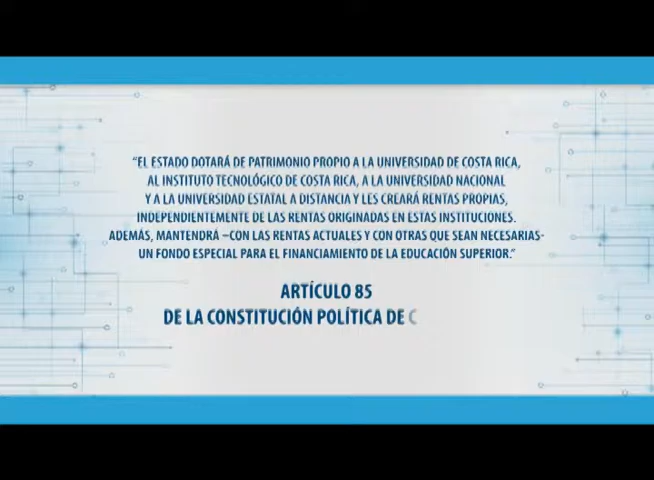 “EL ESTADO DOTARÁ DE PATRIMONIO PROPIO A LA UNIVERSIDAD DE COSTA RICA,
AL INSTITUTO TECNOLÓGICO DE COSTA RICA, A LA UNIVERSIDAD NACIONAL
Y A LA UNIVERSIDAD ESTATAL A DISTANCIA Y LES CREARÁ RENTAS PROPIAS,
INDEPENDIENTEMENTE DE LAS RENTAS ORIGINADAS EN ESTAS INSTITUCIONES.
ADEMÁS, MANTENDRÁ –CON LAS RENTAS ACTUALES Y CON OTRAS QUE SEAN NECESARIAS-
UN FONDO ESPECIAL PARA EL FINANCIAMIENTO DE LA EDUCACIÓN SUPERIOR.”
ARTÍCULO 85
DE LA CONSTITUCIÓN POLÍTICA DE C